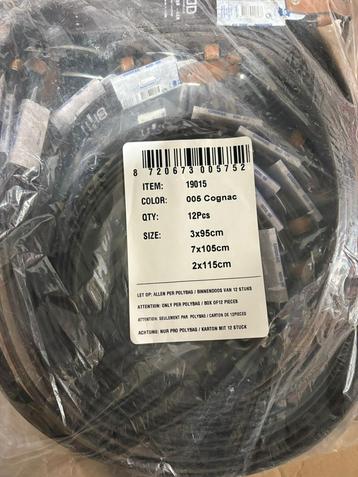 8 720673 005752
ITEM: 19015
COLOR: 005 Cognac
QTY: 12Pcs
SIZE: 3x95cm
7x105cm
2x115cm
LET OP: ALLEN PER POLYBAG / BINNENDOOS VAN 12 STUKS
ATTENTION: ONLY PER POLYBAG / BOX OF12 PIECES
ATTENTION: SEULEMENT PAR POLYBAG / CARTON DE 12PIECES
ACHTUNG: NUR PRO POLYBAG / KARTON MIT 12 STUCK